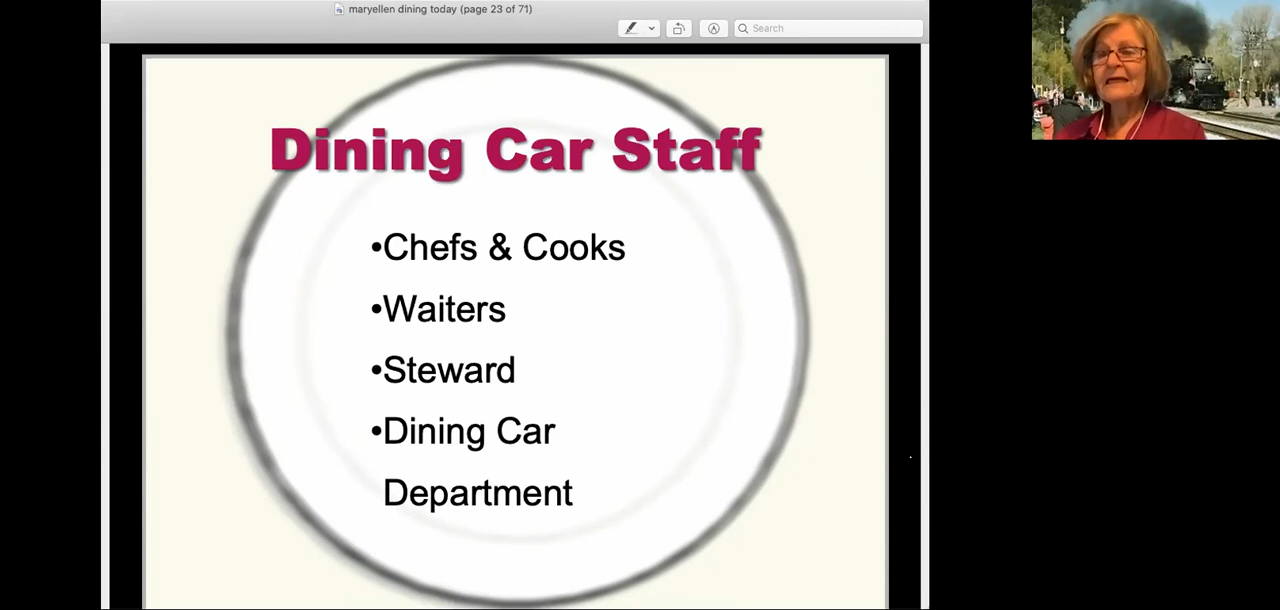 maryellen dining today (page 23 of 71)
Search
Dining Car Staff
•Chefs & Cooks
•Waiters
•Steward
•Dining Car
Department